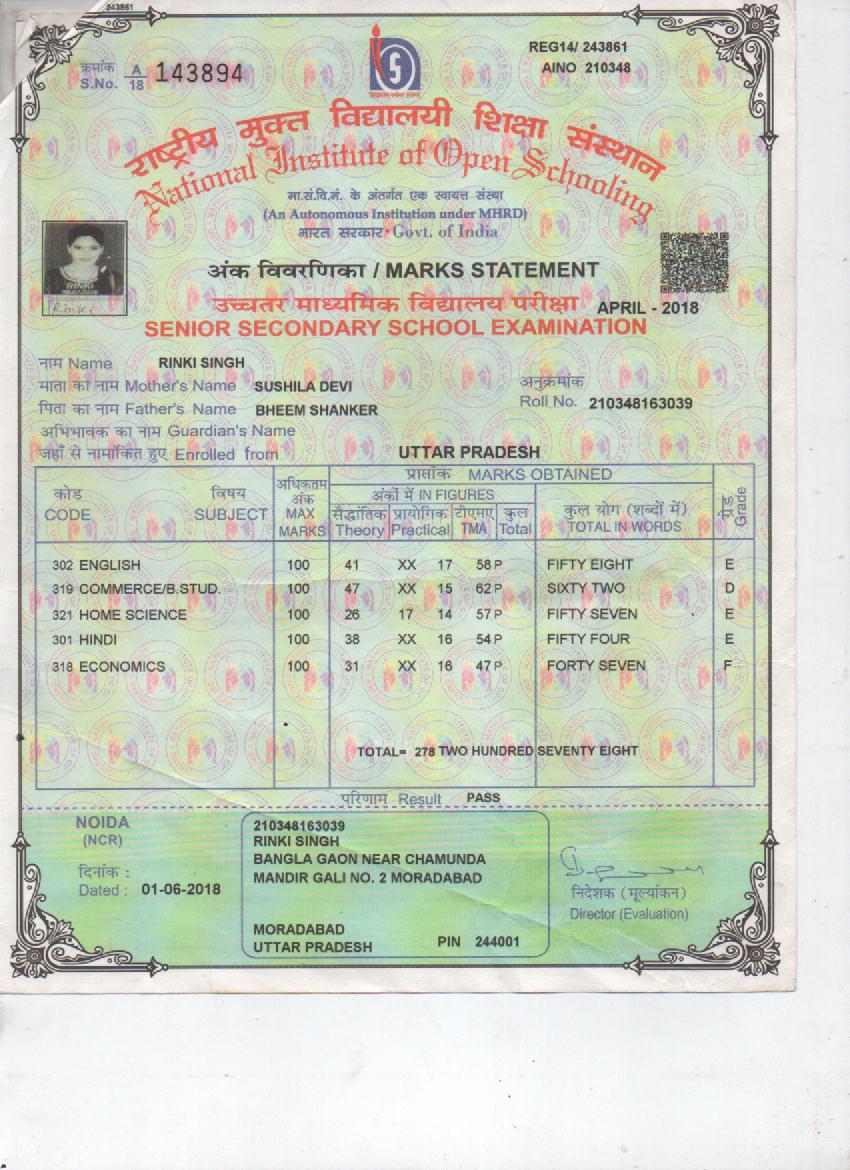 243861
REG14/ 243861
क्रमांक A
S.No. 18 143894
AINO 210348
राष्ट्रीय मुक्त विद्यालयी शिक्षा संस्थान
National Institute of Open Schooling
मा.सं.वि.मं. के अंतर्गत एक स्वायत्त संस्था
(An Autonomous Institution under MHRD)
भारत सरकार • Govt. of India
अंक विवरणिका / MARKS STATEMENT
उच्चतर माध्यमिक विद्यालय परीक्षा APRIL - 2018
SENIOR SECONDARY SCHOOL EXAMINATION
RINKI
Rinki
नाम Name RINKI SINGH
माता का नाम Mother's Name SUSHILA DEVI
अनुक्रमांक
Roll No. 210348163039
पिता का नाम Father's Name BHEEM SHANKER
अभिभावक का नाम Guardian's Name
जहाँ से नामांकित हुए Enrolled from UTTAR PRADESH
कोड CODE विषय SUBJECT अधिकतम अंक MAX MARKS प्राप्तांक MARKS OBTAINED ग्रेड Grade
अंकों में IN FIGURES कुल योग (शब्दों में) TOTAL IN WORDS
सैद्धांतिक Theory प्रायोगिक Practical टीएमए TMA कुल Total
302 ENGLISH 100 41 XX 17 58 P FIFTY EIGHT E
319 COMMERCE/B.STUD. 100 47 XX 15 62 P SIXTY TWO D
321 HOME SCIENCE 100 26 17 14 57 P FIFTY SEVEN E
301 HINDI 100 38 XX 16 54 P FIFTY FOUR E
318 ECONOMICS 100 31 XX 16 47 P FORTY SEVEN F
TOTAL= 278 TWO HUNDRED SEVENTY EIGHT
परिणाम Result PASS
NOIDA
(NCR)
दिनांक :
Dated : 01-06-2018
210348163039
RINKI SINGH
BANGLA GAON NEAR CHAMUNDA
MANDIR GALI NO. 2 MORADABAD
MORADABAD
UTTAR PRADESH PIN 244001
निदेशक (मूल्यांकन)
Director (Evaluation)